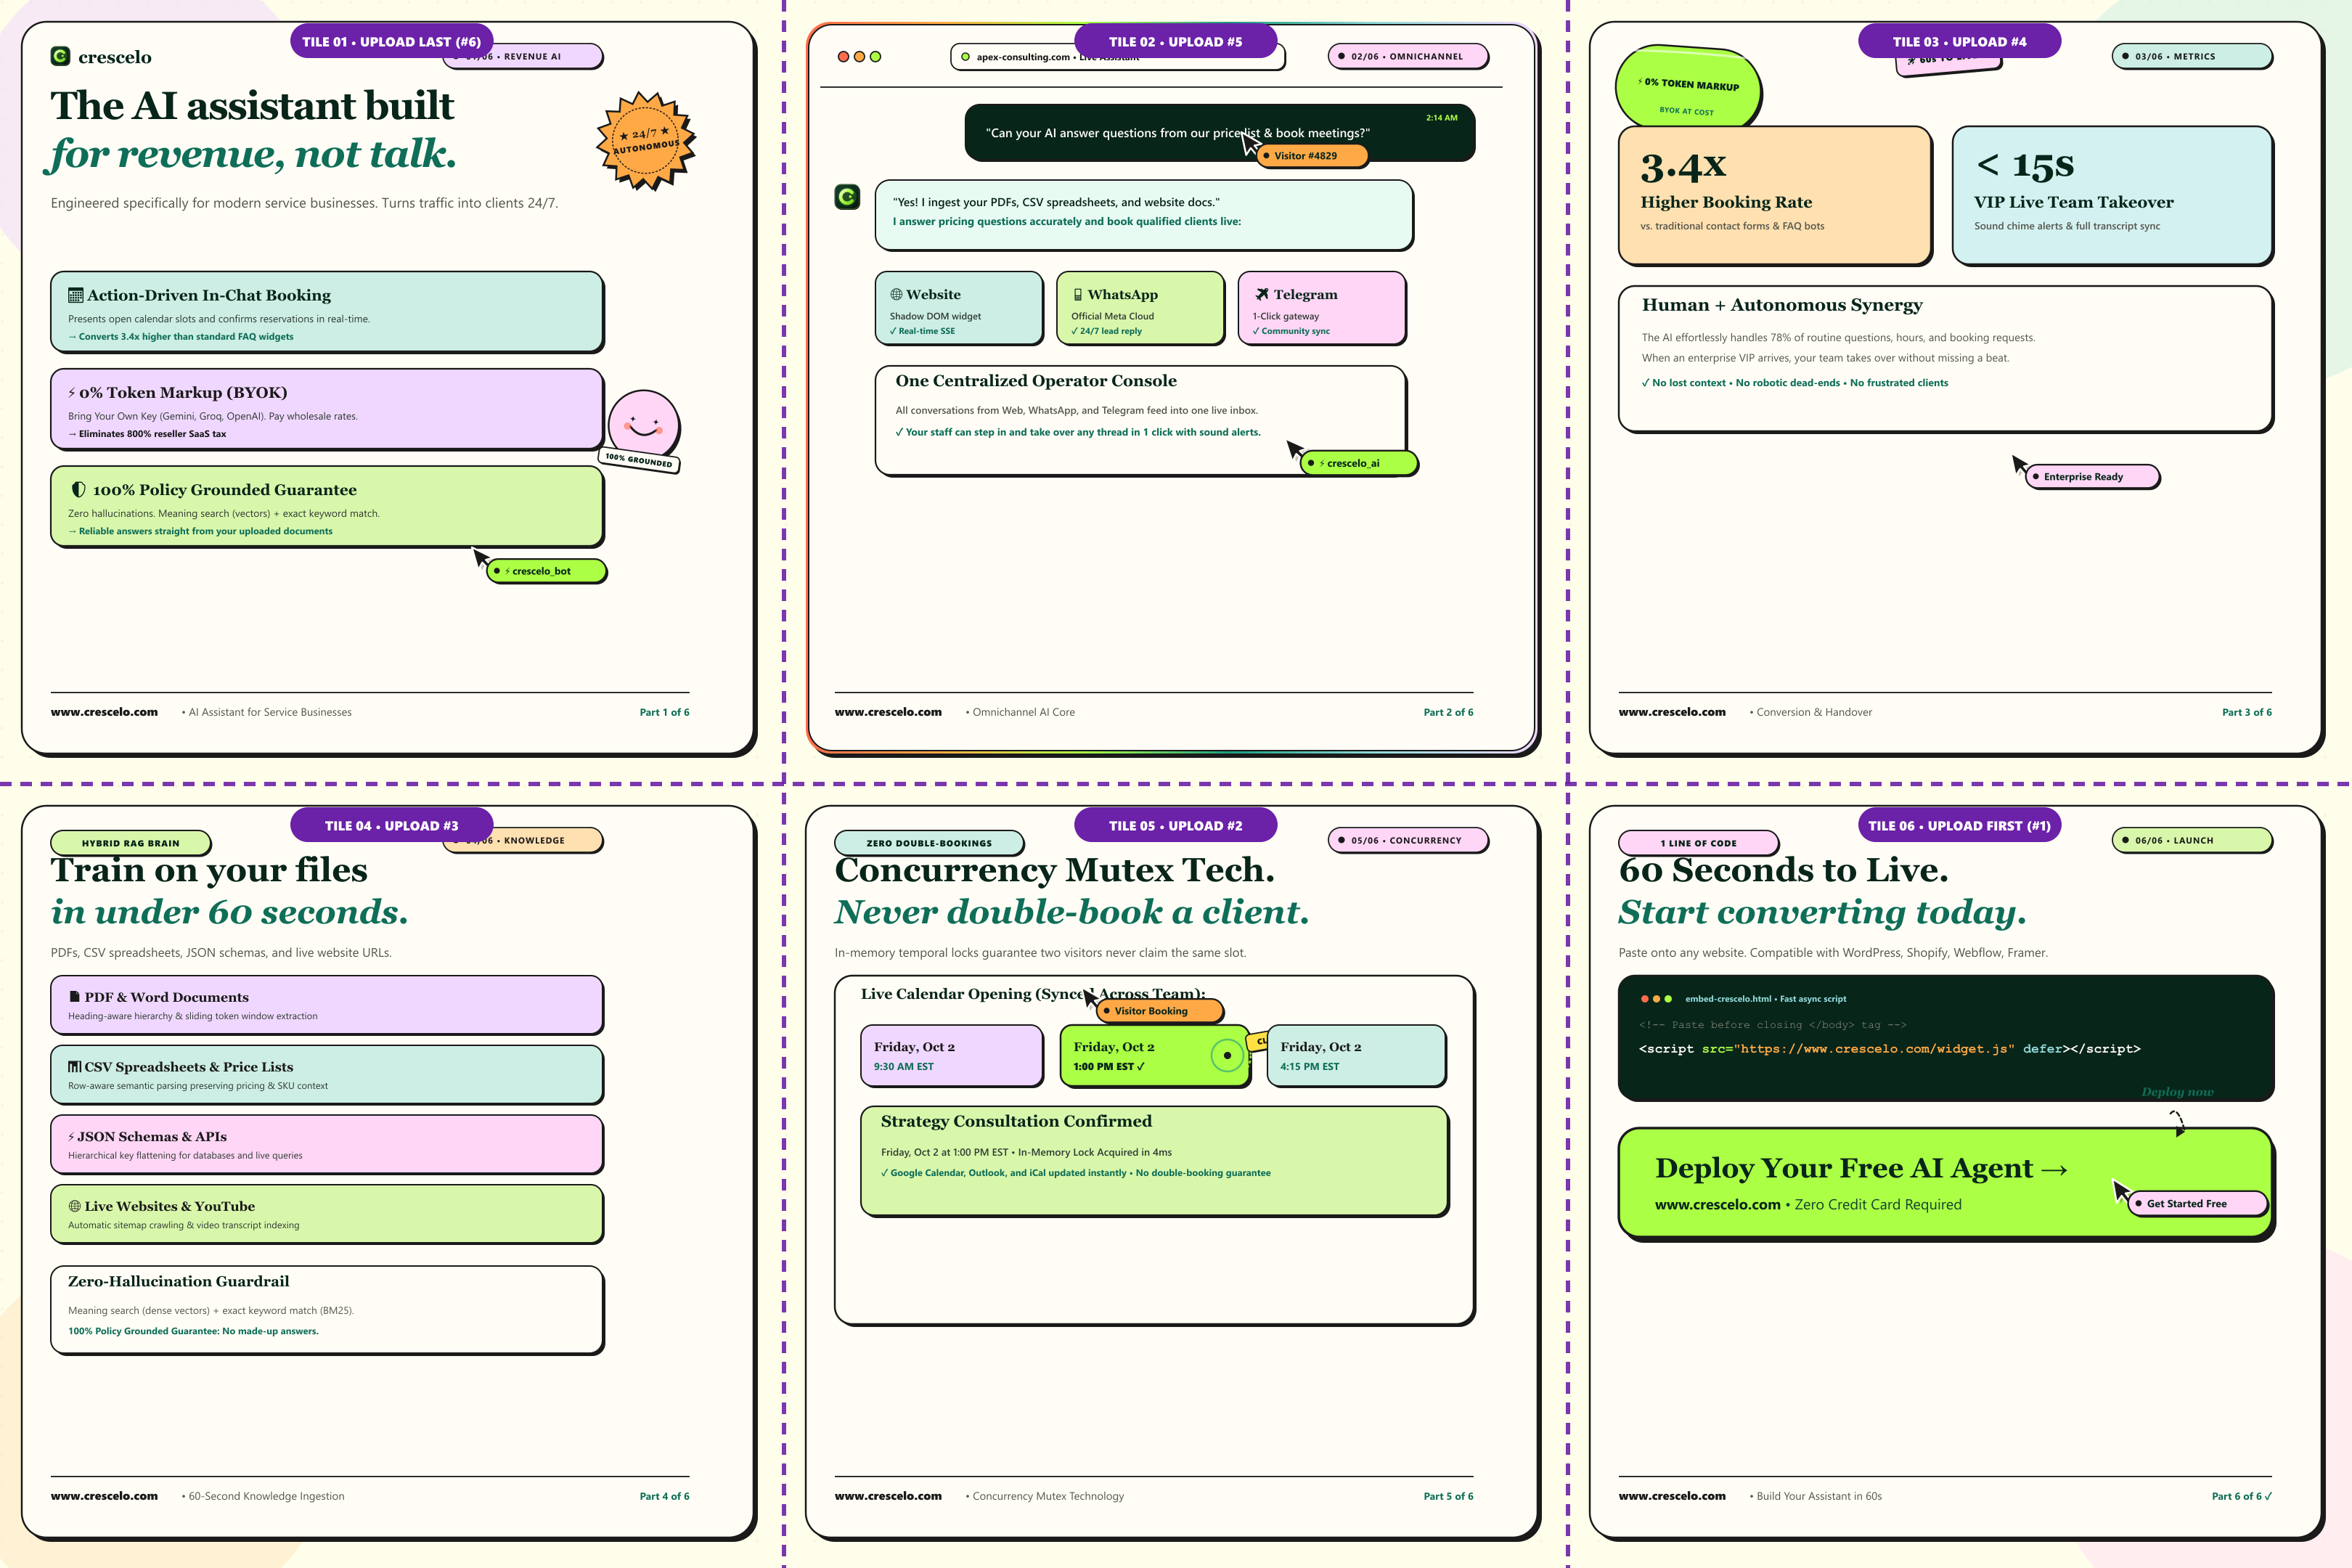 TILE 01 • UPLOAD LAST (#6)
crescelo
/06 • REVENUE AI
The AI assistant built
for revenue, not talk.
★ 24/7 ★
AUTONOMOUS
Engineered specifically for modern service businesses. Turns traffic into clients 24/7.
Action-Driven In-Chat Booking
Presents open calendar slots and confirms reservations in real-time.
→ Converts 3.4x higher than standard FAQ widgets
⚡ 0% Token Markup (BYOK)
Bring Your Own Key (Gemini, Groq, OpenAI). Pay wholesale rates.
→ Eliminates 800% reseller SaaS tax
100% GROUNDED
100% Policy Grounded Guarantee
Zero hallucinations. Meaning search (vectors) + exact keyword match.
→ Reliable answers straight from your uploaded documents
⚡ crescelo_bot
www.crescelo.com • AI Assistant for Service Businesses Part 1 of 6
TILE 02 • UPLOAD #5
apex-consulting.com • Live Assistant
02/06 • OMNICHANNEL
2:14 AM
"Can your AI answer questions from our price list & book meetings?"
Visitor #4829
"Yes! I ingest your PDFs, CSV spreadsheets, and website docs."
I answer pricing questions accurately and book qualified clients live:
Website
Shadow DOM widget
✓ Real-time SSE
WhatsApp
Official Meta Cloud
✓ 24/7 lead reply
Telegram
1-Click gateway
✓ Community sync
One Centralized Operator Console
All conversations from Web, WhatsApp, and Telegram feed into one live inbox.
✓ Your staff can step in and take over any thread in 1 click with sound alerts.
⚡ crescelo_ai
www.crescelo.com • Omnichannel AI Core Part 2 of 6
TILE 03 • UPLOAD #4
03/06 • METRICS
⚡ 0% TOKEN MARKUP
BYOK AT COST
60s TO
3.4x
Higher Booking Rate
vs. traditional contact forms & FAQ bots
< 15s
VIP Live Team Takeover
Sound chime alerts & full transcript sync
Human + Autonomous Synergy
The AI effortlessly handles 78% of routine questions, hours, and booking requests.
When an enterprise VIP arrives, your team takes over without missing a beat.
✓ No lost context • No robotic dead-ends • No frustrated clients
Enterprise Ready
www.crescelo.com • Conversion & Handover Part 3 of 6
TILE 04 • UPLOAD #3
HYBRID RAG BRAIN
/06 • KNOWLEDGE
Train on your files
in under 60 seconds.
PDFs, CSV spreadsheets, JSON schemas, and live website URLs.
PDF & Word Documents
Heading-aware hierarchy & sliding token window extraction
CSV Spreadsheets & Price Lists
Row-aware semantic parsing preserving pricing & SKU context
⚡ JSON Schemas & APIs
Hierarchical key flattening for databases and live queries
Live Websites & YouTube
Automatic sitemap crawling & video transcript indexing
Zero-Hallucination Guardrail
Meaning search (dense vectors) + exact keyword match (BM25).
100% Policy Grounded Guarantee: No made-up answers.
www.crescelo.com • 60-Second Knowledge Ingestion Part 4 of 6
TILE 05 • UPLOAD #2
ZERO DOUBLE-BOOKINGS
05/06 • CONCURRENCY
Concurrency Mutex Tech.
Never double-book a client.
In-memory temporal locks guarantee two visitors never claim the same slot.
Live Calendar Opening (Synced Across Team):
Visitor Booking
Friday, Oct 2
9:30 AM EST
Friday, Oct 2
1:00 PM EST ✓
Friday, Oct 2
4:15 PM EST
Strategy Consultation Confirmed
Friday, Oct 2 at 1:00 PM EST • In-Memory Lock Acquired in 4ms
✓ Google Calendar, Outlook, and iCal updated instantly • No double-booking guarantee
www.crescelo.com • Concurrency Mutex Technology Part 5 of 6
TILE 06 • UPLOAD FIRST (#1)
1 LINE OF CODE
06/06 • LAUNCH
60 Seconds to Live.
Start converting today.
Paste onto any website. Compatible with WordPress, Shopify, Webflow, Framer.
embed-crescelo.html • Fast async script
<!-- Paste before closing </body> tag -->
<script src="https://www.crescelo.com/widget.js" defer></script>
Deploy now
Deploy Your Free AI Agent →
www.crescelo.com • Zero Credit Card Required
Get Started Free
www.crescelo.com • Build Your Assistant in 60s Part 6 of 6 ✓